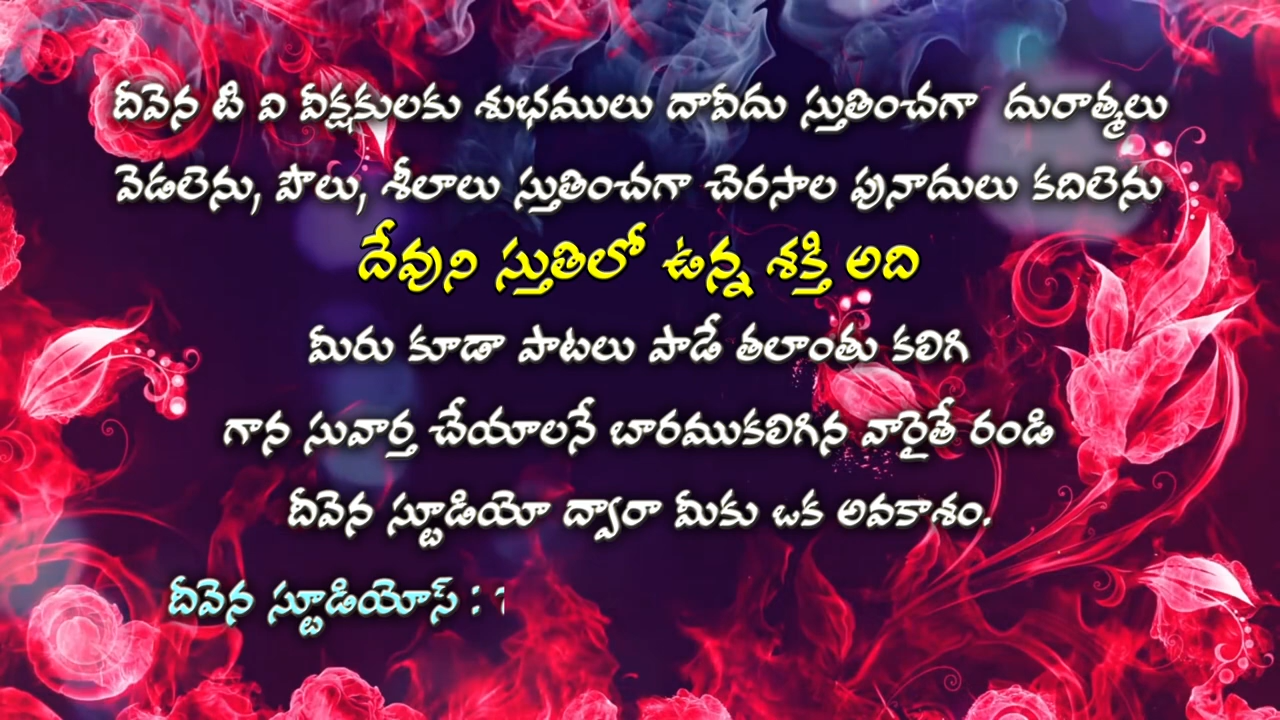 దీవెన టి వి వీక్షకులకు శుభములు దావీదు స్తుతించగా దురాత్మలు
వెడలెను, పౌలు, శీలాలు స్తుతించగా చెరసాల పునాదులు కదిలెను
దేవుని స్తుతిలో ఉన్న శక్తి అది
మీరు కూడా పాటలు పాడే తలాంతు కలిగి
గాన సువార్త చేయాలనే బారముకలిగిన వారైతే రండి
దీవెన స్టూడియో ద్వారా మీకు ఒక అవకాశం.
దీవెన స్టూడియోస్ :